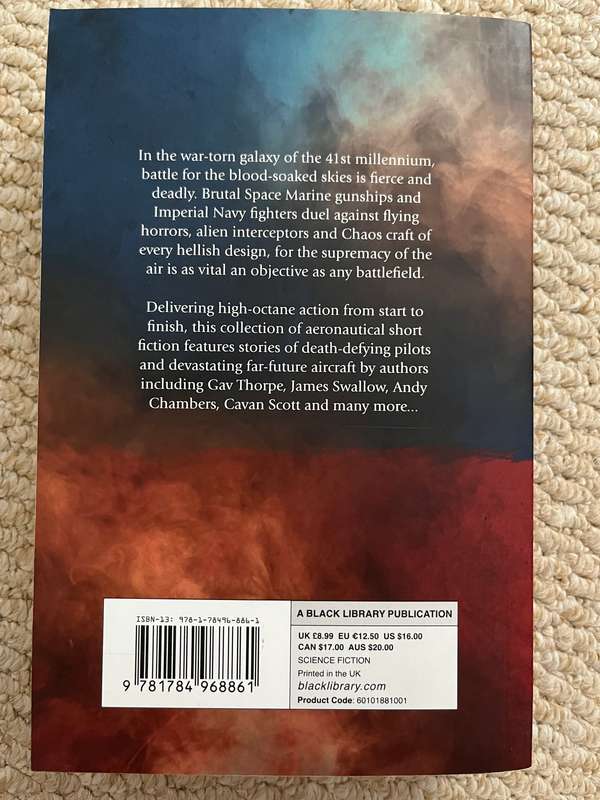 In the war-torn galaxy of the 41st millennium,
battle for the blood-soaked skies is fierce and
deadly. Brutal Space Marine gunships and
Imperial Navy fighters duel against flying
horrors, alien interceptors and Chaos craft of
every hellish design, for the supremacy of the
air is as vital an objective as any battlefield.
Delivering high-octane action from start to
finish, this collection of aeronautical short
fiction features stories of death-defying pilots
and devastating far-future aircraft by authors
including Gav Thorpe, James Swallow, Andy
Chambers, Cavan Scott and many more...
ISBN-13: 978-1-78496-886-1
9 781784 968861
A BLACK LIBRARY PUBLICATION
UK £8.99 EU €12.50 US $16.00
CAN $17.00 AUS $20.00
SCIENCE FICTION
Printed in the UK
blacklibrary.com
Product Code: 60101881001